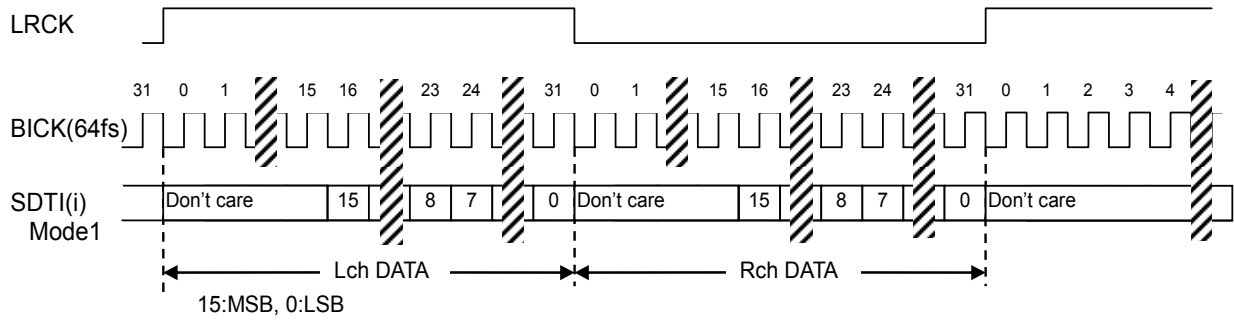 LRCK
31 0 1 15 16 23 24 31 0 1 15 16 23 24 31 0 1 2 3 4
BICK(64fs)
SDTI(i) Don't care 15 8 7 0 Don't care 15 8 7 0 Don't care
Mode1
Lch DATA Rch DATA
15:MSB, 0:LSB